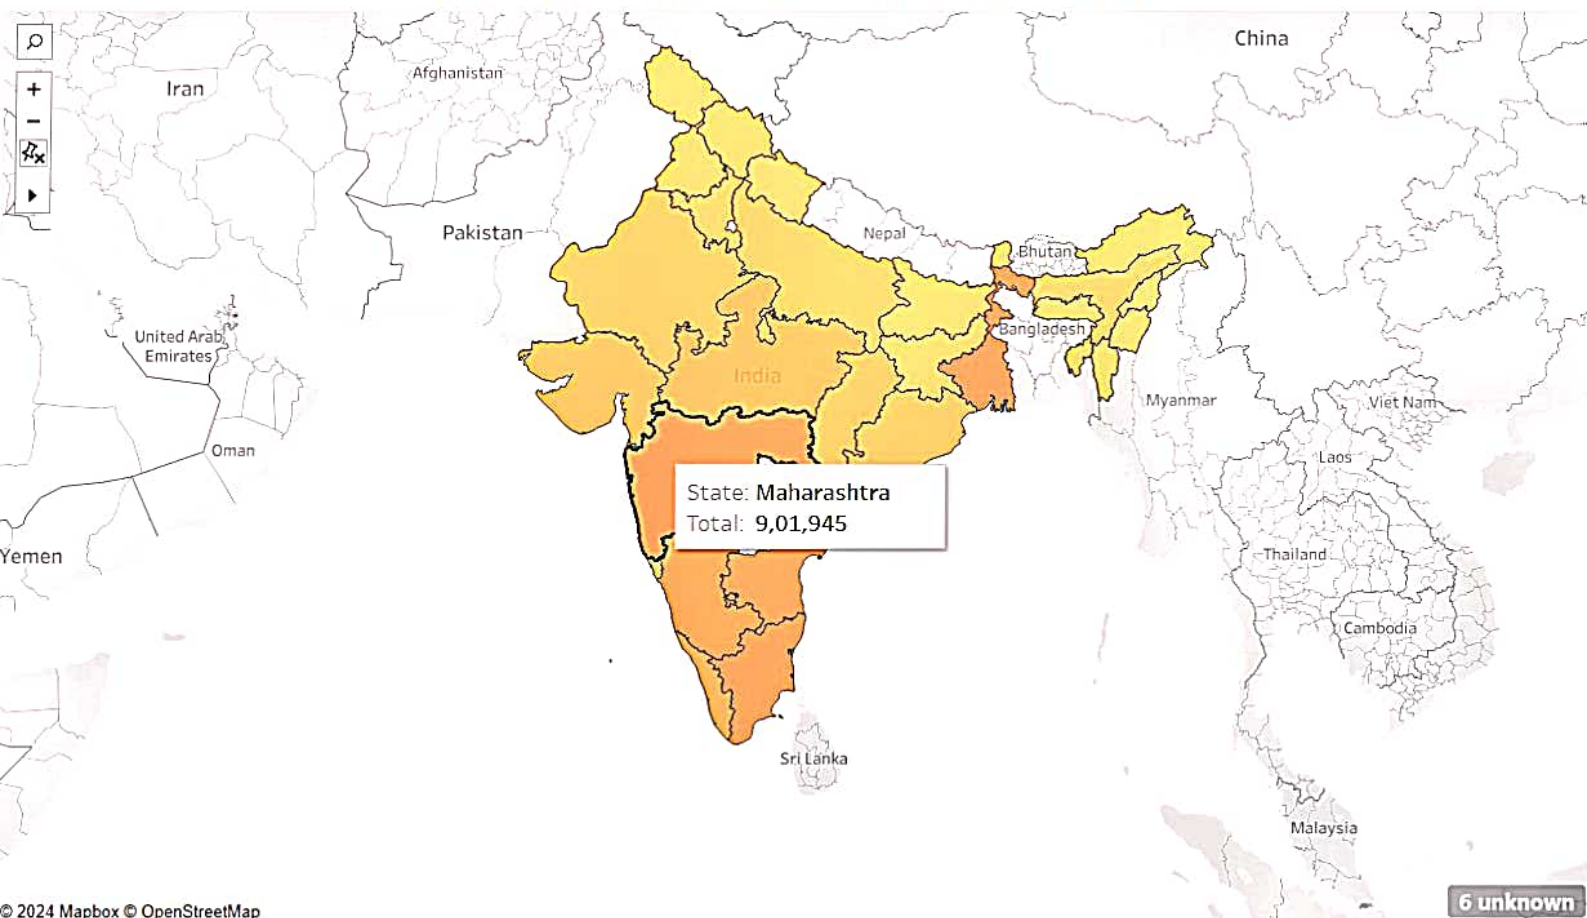 China
Afghanistan
Iran
Pakistan
Nepal
Bhutan
United Arab
Emirates
Bangladesh
India
Myanmar
Viet Nam
Oman
Laos
State: Maharashtra
Total: 9,01,945
Yemen
Thailand
Cambodia
Sri Lanka
Malaysia
6 unknown
© 2024 Mapbox © OpenStreetMap